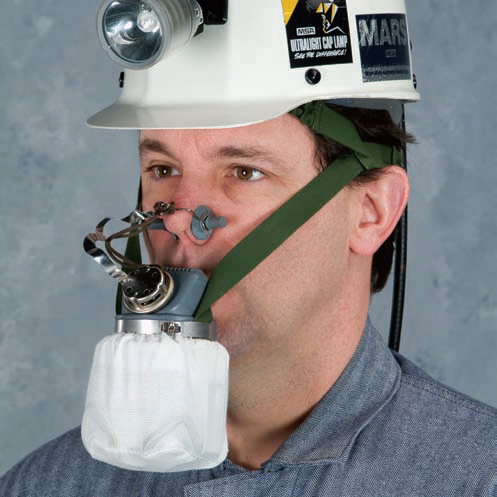 MSA
ULTRALIGHT CAP LAMP
SEE THE DIFFERENCE!
MARS